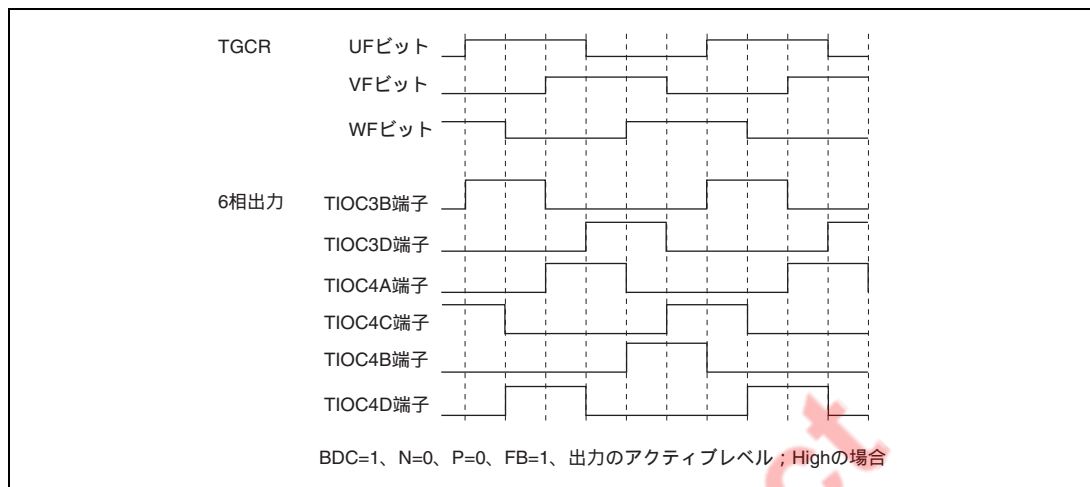 TGCR UFビット
VFビット
WFビット
6相出力 TIOC3B端子
TIOC3D端子
TIOC4A端子
TIOC4C端子
TIOC4B端子
TIOC4D端子
BDC=1、N=0、P=0、FB=1、出力のアクティブレベル；Highの場合
ct